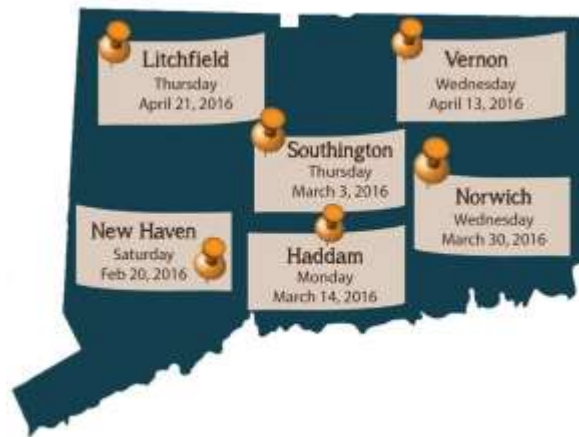 Litchfield
Thursday
April 21, 2016
Vernon
Wednesday
April 13, 2016
Southington
Thursday
March 3, 2016
Norwich
Wednesday
March 30, 2016
New Haven
Saturday
Feb 20, 2016
Haddam
Monday
March 14, 2016